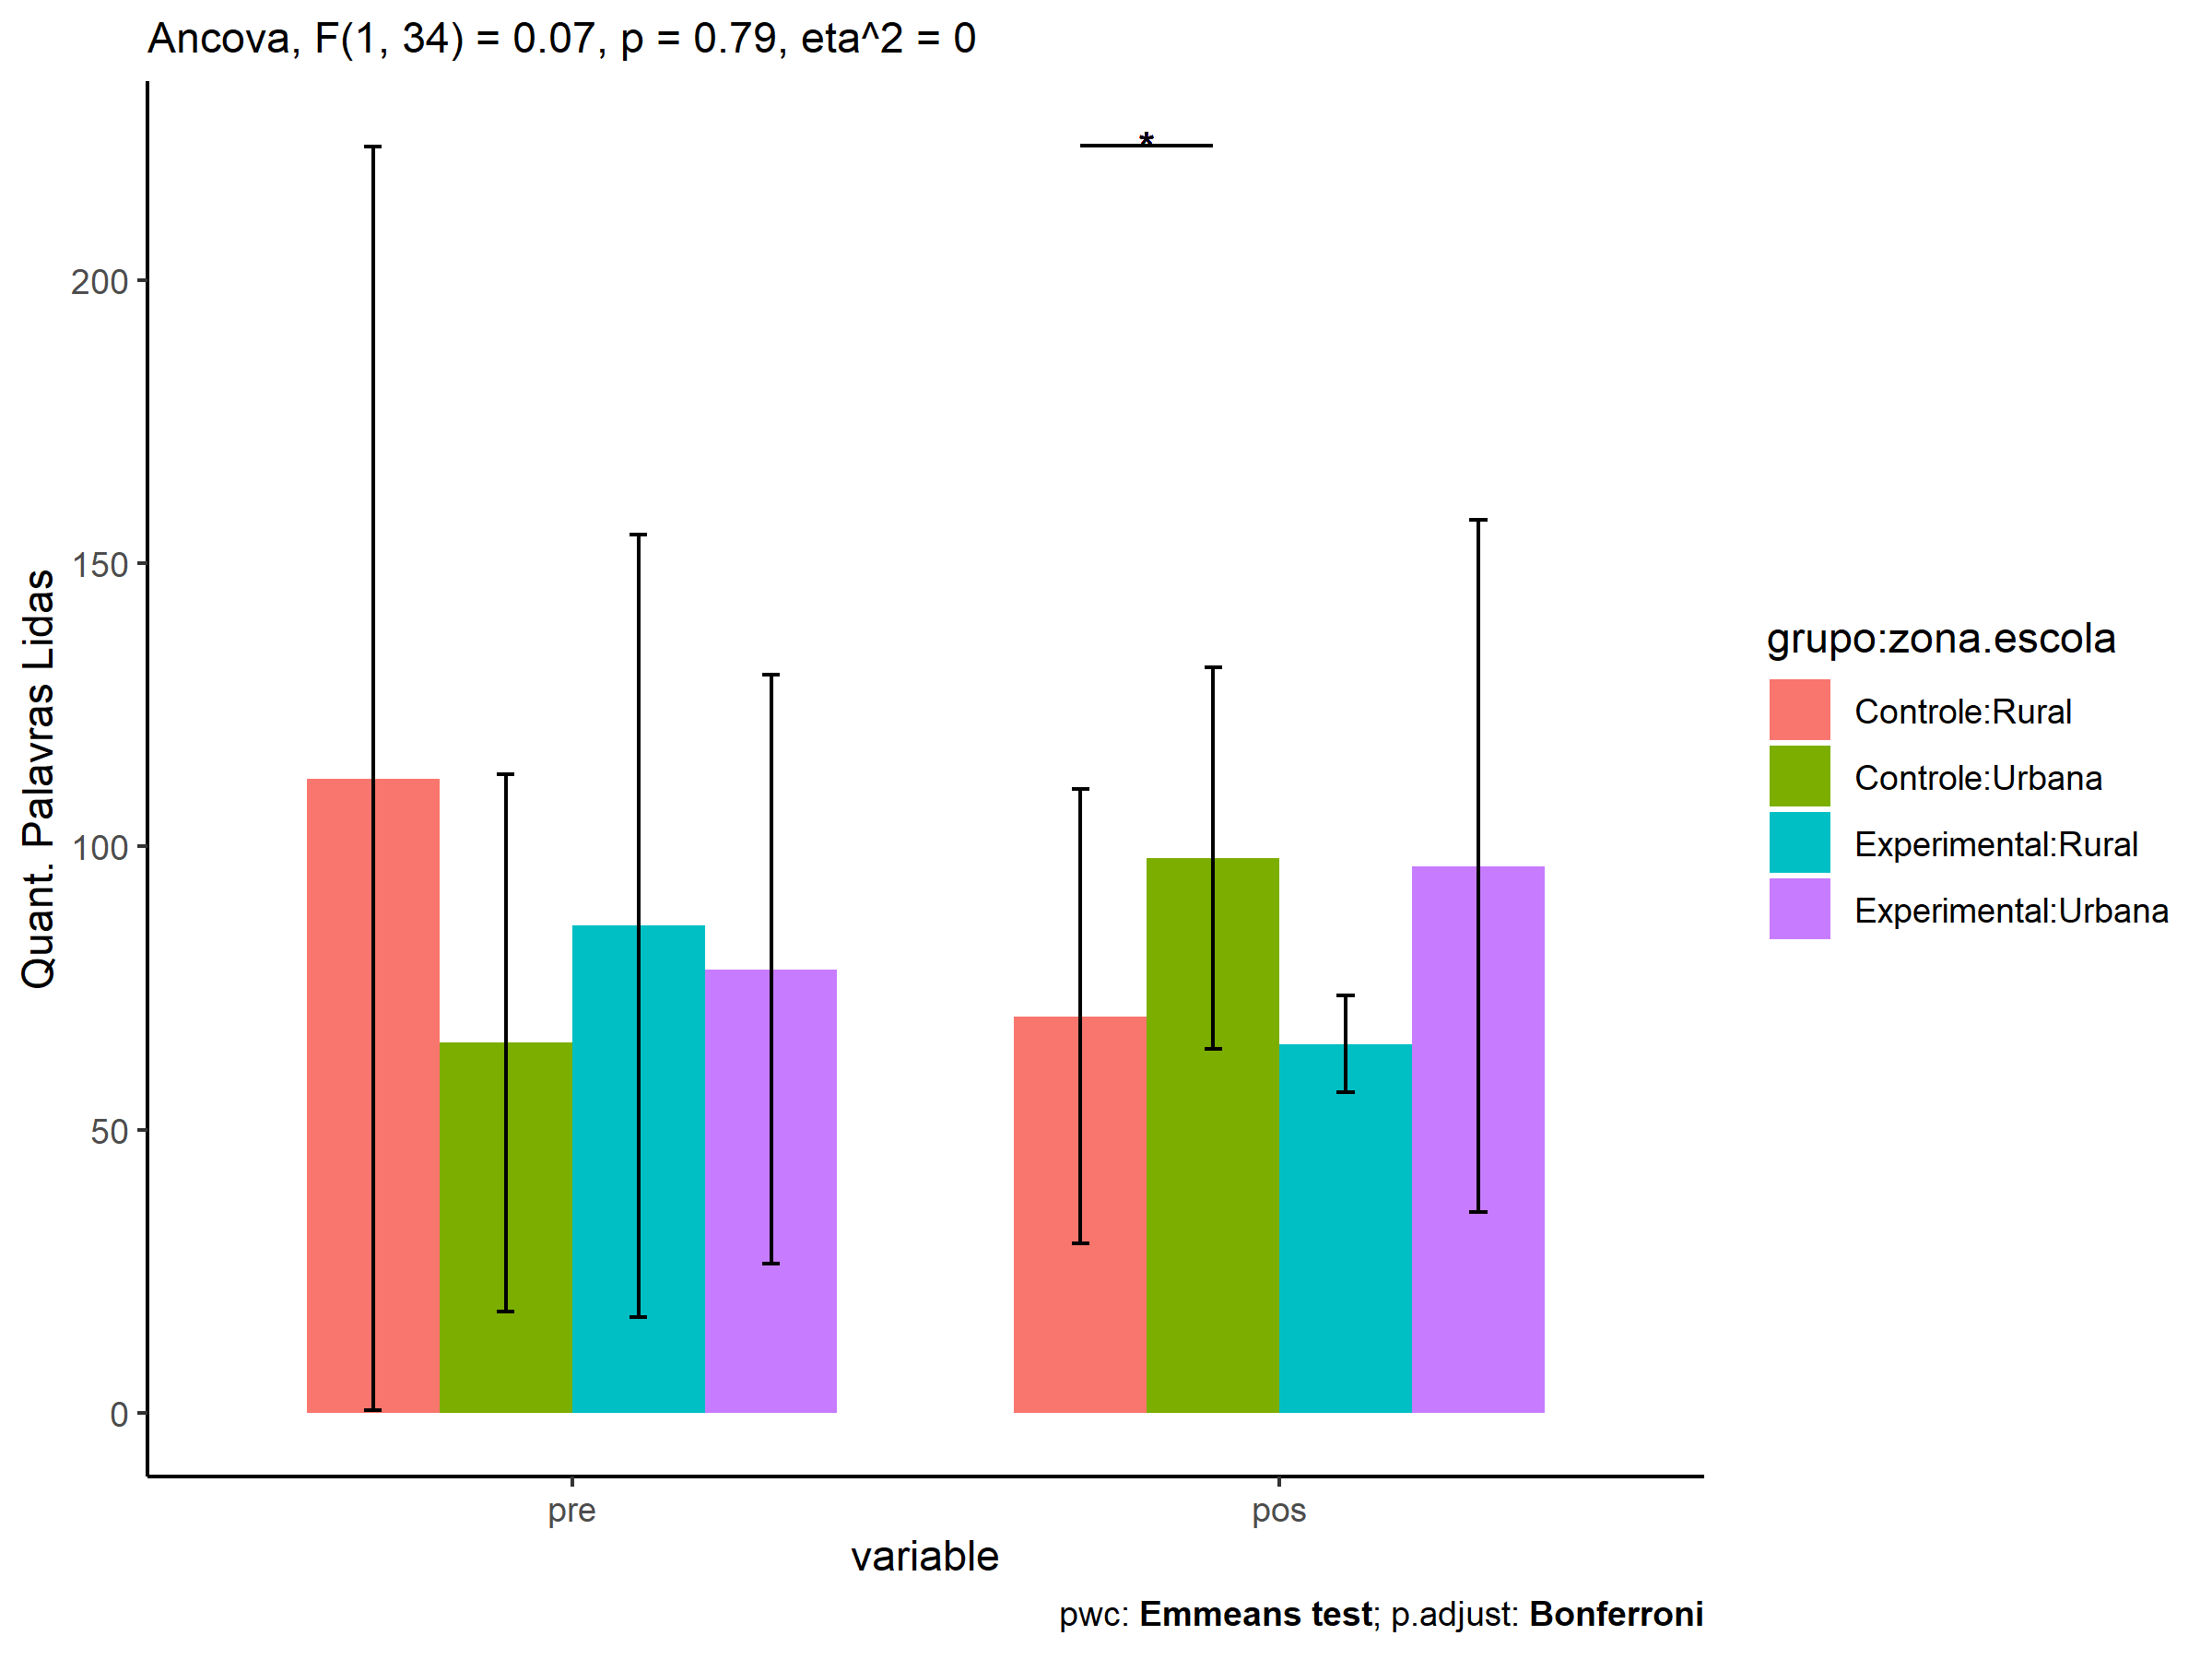 Ancova, F(1, 34) = 0.07, p = 0.79, eta^2 = 0
*
Quant. Palavras Lidas
200
150
100
50
0
pre
pos
variable
grupo:zona.escola
Controle:Rural
Controle:Urbana
Experimental:Rural
Experimental:Urbana
pwc: Emmeans test; p.adjust: Bonferroni